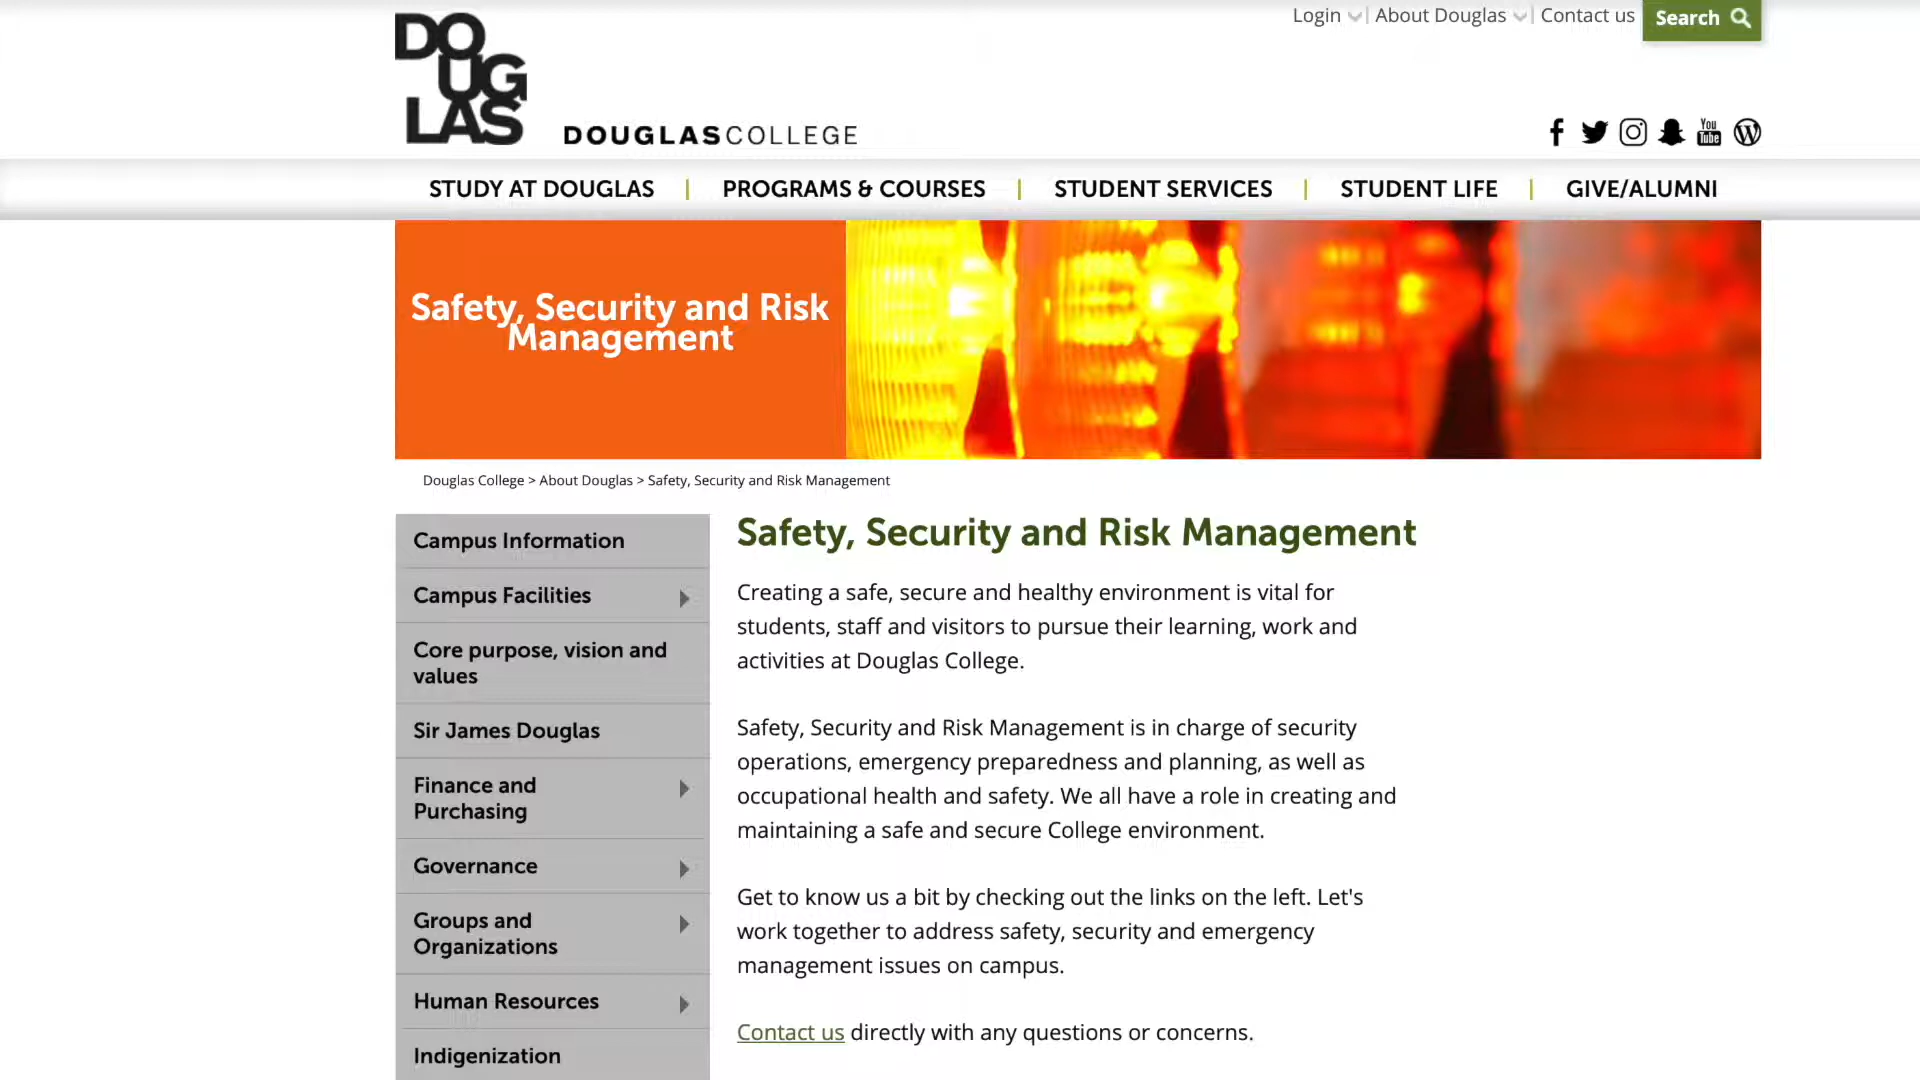 DO
UG
LAS
DOUGLASCOLLEGE
Login
About Douglas
Contact us
Search
You
Tube
STUDY AT DOUGLAS
PROGRAMS & COURSES
STUDENT SERVICES
STUDENT LIFE
GIVE/ALUMNI
Safety, Security and Risk
Management
Douglas College > About Douglas > Safety, Security and Risk Management
Campus Information
Campus Facilities
Core purpose, vision and
values
Sir James Douglas
Finance and
Purchasing
Governance
Groups and
Organizations
Human Resources
Indigenization
Safety, Security and Risk Management
Creating a safe, secure and healthy environment is vital for
students, staff and visitors to pursue their learning, work and
activities at Douglas College.
Safety, Security and Risk Management is in charge of security
operations, emergency preparedness and planning, as well as
occupational health and safety. We all have a role in creating and
maintaining a safe and secure College environment.
Get to know us a bit by checking out the links on the left. Let's
work together to address safety, security and emergency
management issues on campus.
Contact us directly with any questions or concerns.